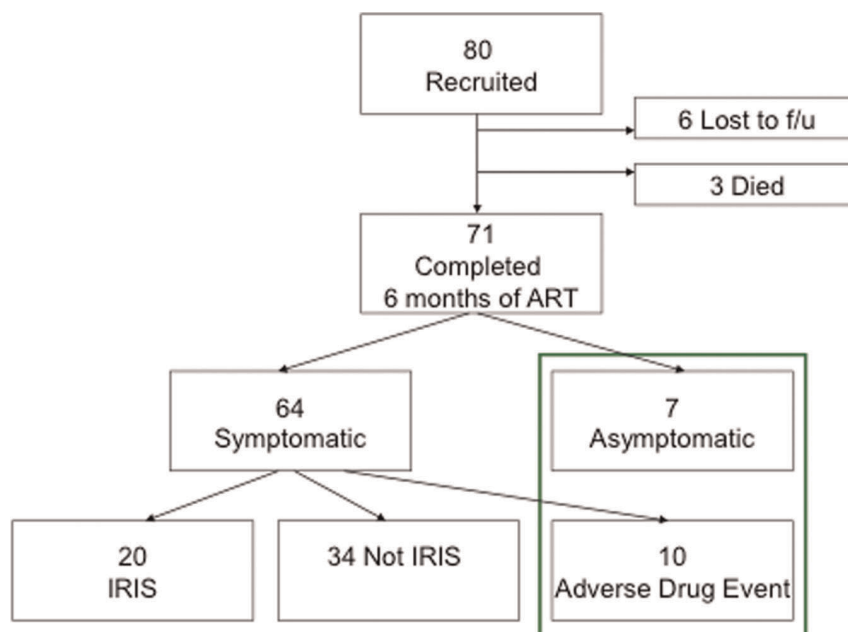 80
Recruited
6 Lost to f/u
3 Died
71
Completed
6 months of ART
64
Symptomatic
7
Asymptomatic
20
IRIS
34 Not IRIS
10
Adverse Drug Event